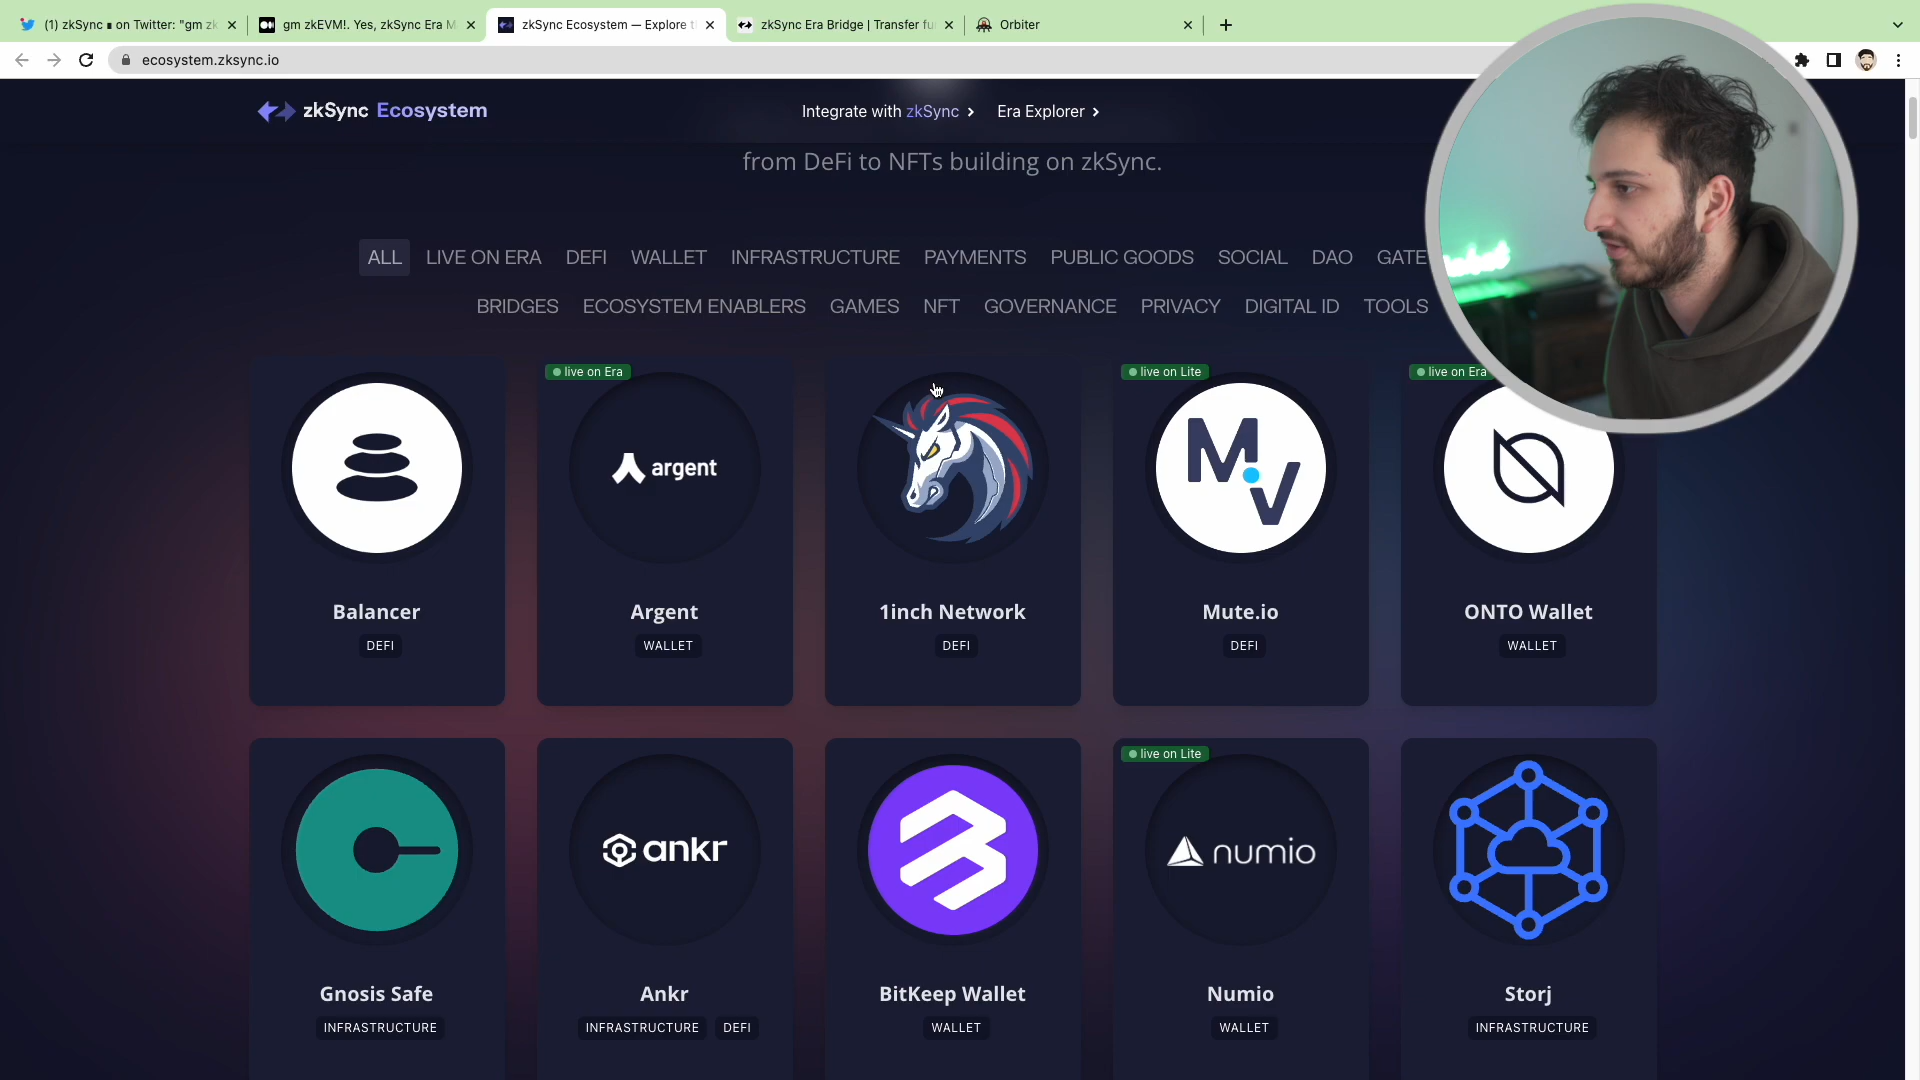 (1) zkSync ∎ on Twitter: "gm zk
gm zkEVM!. Yes, zkSync Era M
zkSync Ecosystem — Explore t
zkSync Era Bridge | Transfer fu
Orbiter
ecosystem.zksync.io
zkSync Ecosystem
Integrate with zkSync
Era Explorer
from DeFi to NFTs building on zkSync.
ALL LIVE ON ERA DEFI WALLET INFRASTRUCTURE PAYMENTS PUBLIC GOODS SOCIAL DAO GATE
BRIDGES ECOSYSTEM ENABLERS GAMES NFT GOVERNANCE PRIVACY DIGITAL ID TOOLS
live on Era
live on Lite
live on Era
argent
M.V
Balancer
DEFI
Argent
WALLET
1inch Network
DEFI
Mute.io
DEFI
ONTO Wallet
WALLET
live on Lite
ankr
numio
Gnosis Safe
INFRASTRUCTURE
Ankr
INFRASTRUCTURE DEFI
BitKeep Wallet
WALLET
Numio
WALLET
Storj
INFRASTRUCTURE